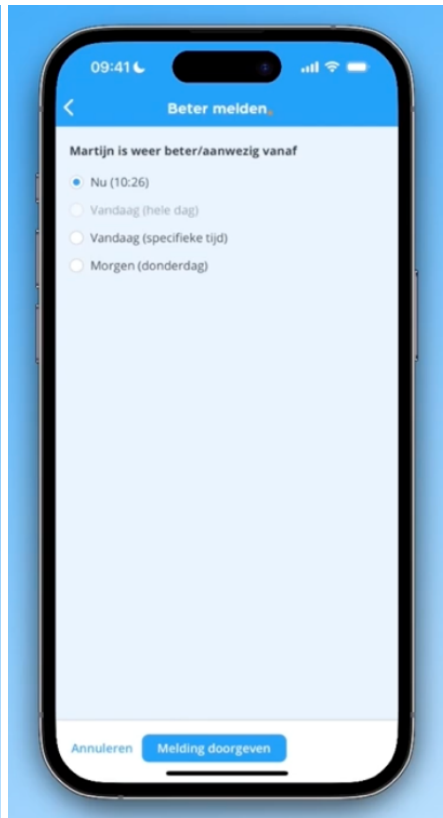 09:41
Beter melden
Martijn is weer beter/aanwezig vanaf
Nu (10:26)
Vandaag (hele dag)
Vandaag (specifieke tijd)
Morgen (donderdag)
Annuleren Melding doorgeven